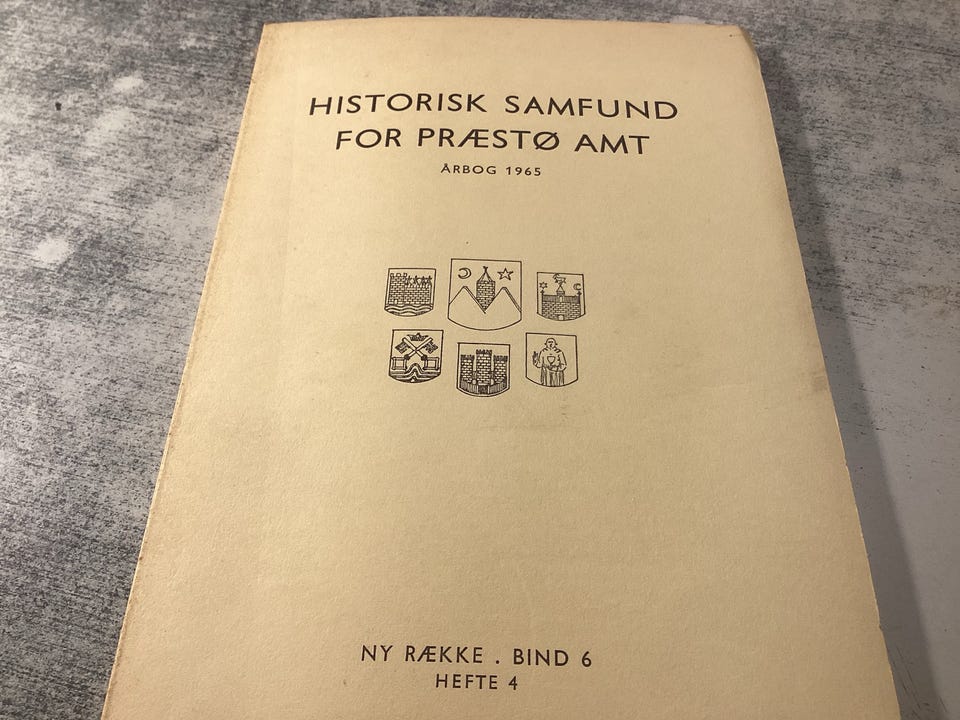 HISTORISK SAMFUND
FOR PRÆSTØ AMT
ÅRBOG 1965
NY RÆKKE . BIND 6
HEFTE 4